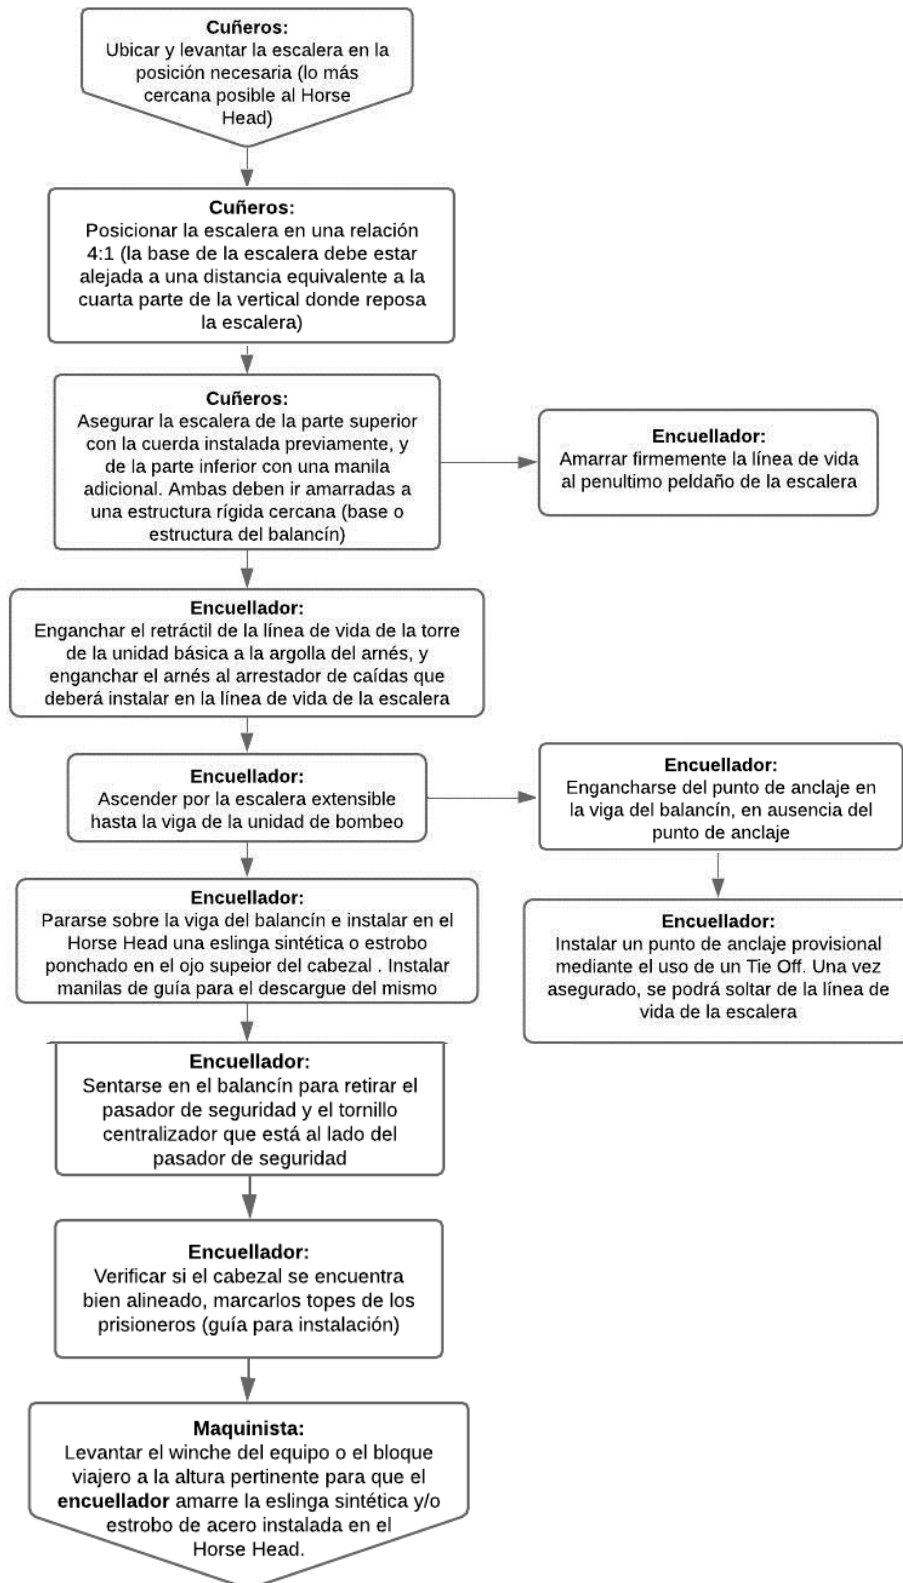 Cuñeros:
Ubicar y levantar la escalera en la
posición necesaria (lo más
cercana posible al Horse
Head)
Cuñeros:
Posicionar la escalera en una relación
4:1 (la base de la escalera debe estar
alejada a una distancia equivalente a la
cuarta parte de la vertical donde reposa
la escalera)
Cuñeros:
Asegurar la escalera de la parte superior
con la cuerda instalada previamente, y
de la parte inferior con una manila
adicional. Ambas deben ir amarradas a
una estructura rígida cercana (base o
estructura del balancín)
Encuellador:
Amarrar firmemente la línea de vida
al penultimo peldaño de la escalera
Encuellador:
Enganchar el retráctil de la línea de vida de la torre
de la unidad básica a la argolla del arnés, y
enganchar el arnés al arrestador de caídas que
deberá instalar en la línea de vida de la escalera
Encuellador:
Ascender por la escalera extensible
hasta la viga de la unidad de bombeo
Encuellador:
Engancharse del punto de anclaje en
la viga del balancín, en ausencia del
punto de anclaje
Encuellador:
Instalar un punto de anclaje provisional
mediante el uso de un Tie Off. Una vez
asegurado, se podrá soltar de la línea de
vida de la escalera
Encuellador:
Pararse sobre la viga del balancín e instalar en el
Horse Head una eslinga sintética o estrobo
ponchado en el ojo supeior del cabezal . Instalar
manilas de guía para el descargue del mismo
Encuellador:
Sentarse en el balancín para retirar el
pasador de seguridad y el tornillo
centralizador que está al lado del
pasador de seguridad
Encuellador:
Verificar si el cabezal se encuentra
bien alineado, marcarlos topes de los
prisioneros (guía para instalación)
Maquinista:
Levantar el winche del equipo o el bloque
viajero a la altura pertinente para que el
encuellador amarre la eslinga sintética y/o
estrobo de acero instalada en el
Horse Head.